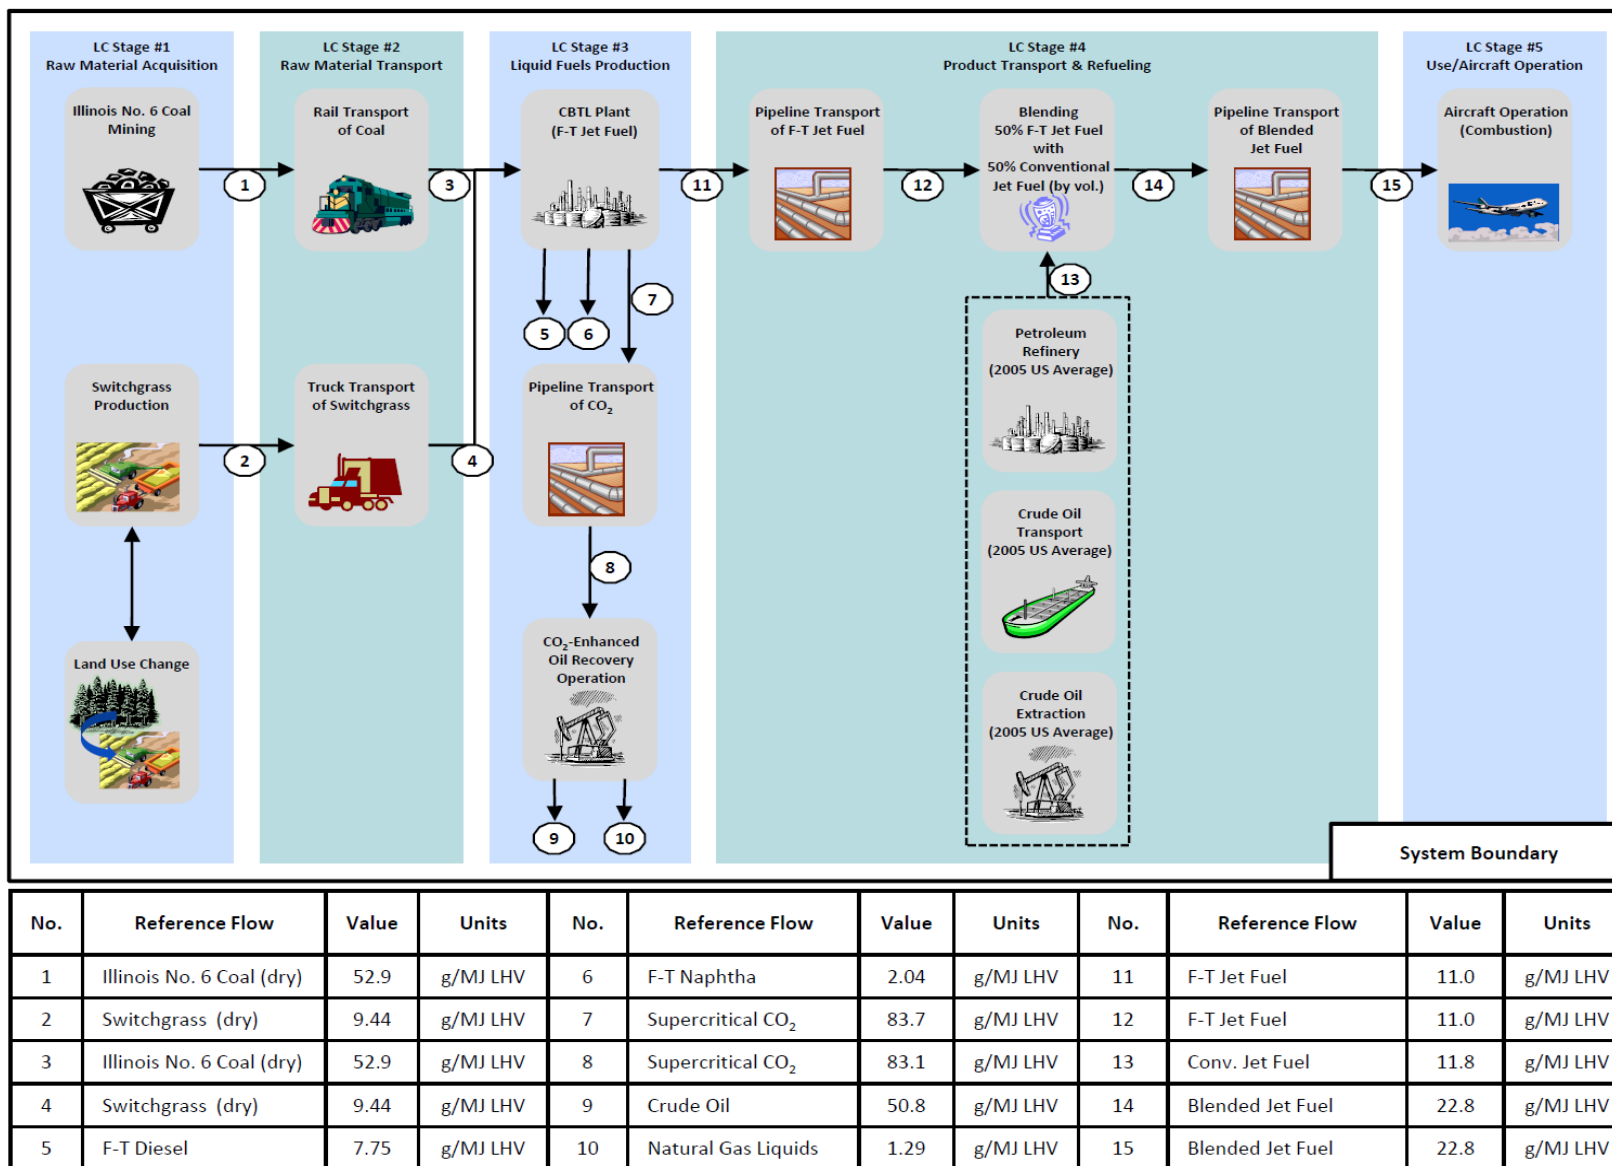 LC Stage #1
Raw Material Acquisition
LC Stage #2
Raw Material Transport
LC Stage #3
Liquid Fuels Production
LC Stage #4
Product Transport & Refueling
LC Stage #5
Use/Aircraft Operation
Illinois No. 6 Coal
Mining
1
Rail Transport
of Coal
3
CBTL Plant
(F-T Jet Fuel)
11
Pipeline Transport
of F-T Jet Fuel
12
Blending
50% F-T Jet Fuel
with
50% Conventional
Jet Fuel (by vol.)
14
Pipeline Transport
of Blended
Jet Fuel
15
Aircraft Operation
(Combustion)
5
6
7
13
Switchgrass
Production
2
Truck Transport
of Switchgrass
4
Pipeline Transport
of CO₂
8
Petroleum
Refinery
(2005 US Average)
Crude Oil
Transport
(2005 US Average)
Land Use Change
CO₂-Enhanced
Oil Recovery
Operation
9
10
Crude Oil
Extraction
(2005 US Average)
System Boundary
No. Reference Flow Value Units No. Reference Flow Value Units No. Reference Flow Value Units
1 Illinois No. 6 Coal (dry) 52.9 g/MJ LHV 6 F-T Naphtha 2.04 g/MJ LHV 11 F-T Jet Fuel 11.0 g/MJ LHV
2 Switchgrass (dry) 9.44 g/MJ LHV 7 Supercritical CO₂ 83.7 g/MJ LHV 12 F-T Jet Fuel 11.0 g/MJ LHV
3 Illinois No. 6 Coal (dry) 52.9 g/MJ LHV 8 Supercritical CO₂ 83.1 g/MJ LHV 13 Conv. Jet Fuel 11.8 g/MJ LHV
4 Switchgrass (dry) 9.44 g/MJ LHV 9 Crude Oil 50.8 g/MJ LHV 14 Blended Jet Fuel 22.8 g/MJ LHV
5 F-T Diesel 7.75 g/MJ LHV 10 Natural Gas Liquids 1.29 g/MJ LHV 15 Blended Jet Fuel 22.8 g/MJ LHV